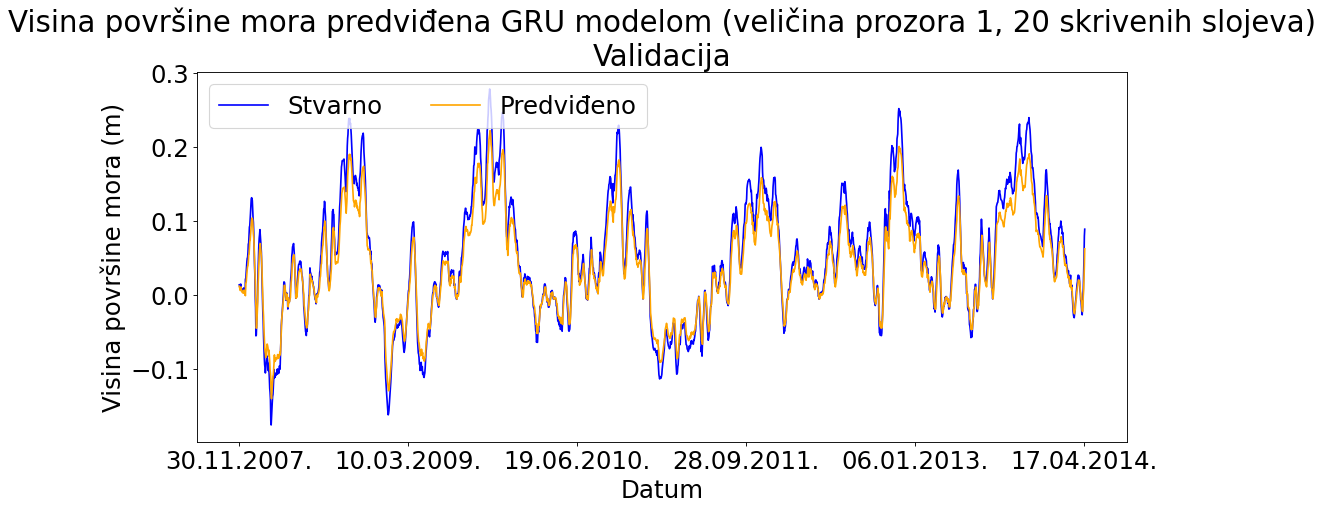 Visina površine mora predviđena GRU modelom (veličina prozora 1, 20 skrivenih slojeva)
Validacija
Stvarno
Predviđeno
Visina površine mora (m)
0.3
0.2
0.1
0.0
−0.1
30.11.2007.
10.03.2009.
19.06.2010.
28.09.2011.
06.01.2013.
17.04.2014.
Datum